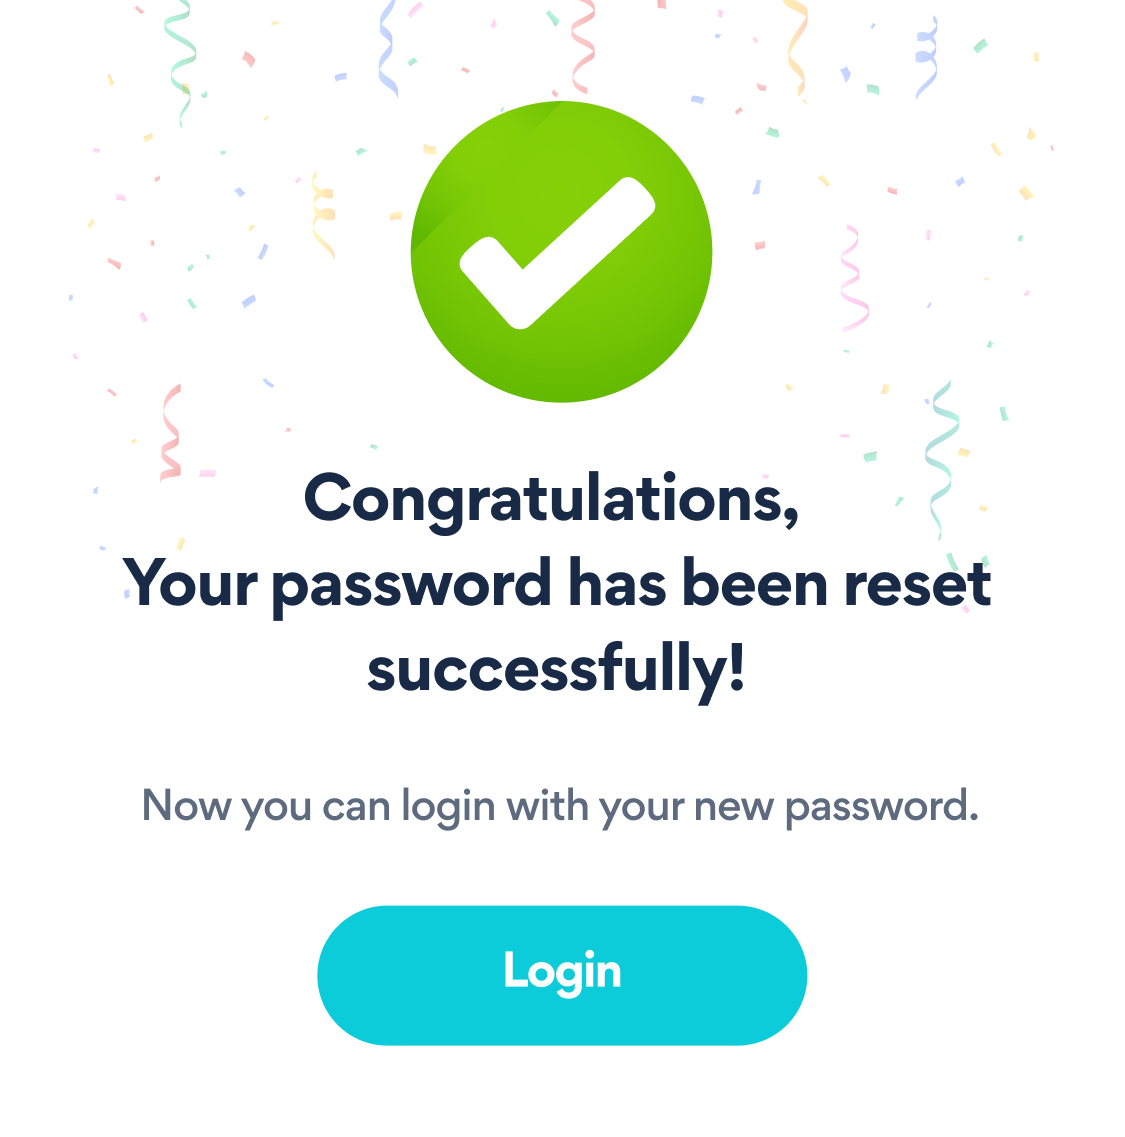 Congratulations,
Your password has been reset
successfully!
Now you can login with your new password.
Login